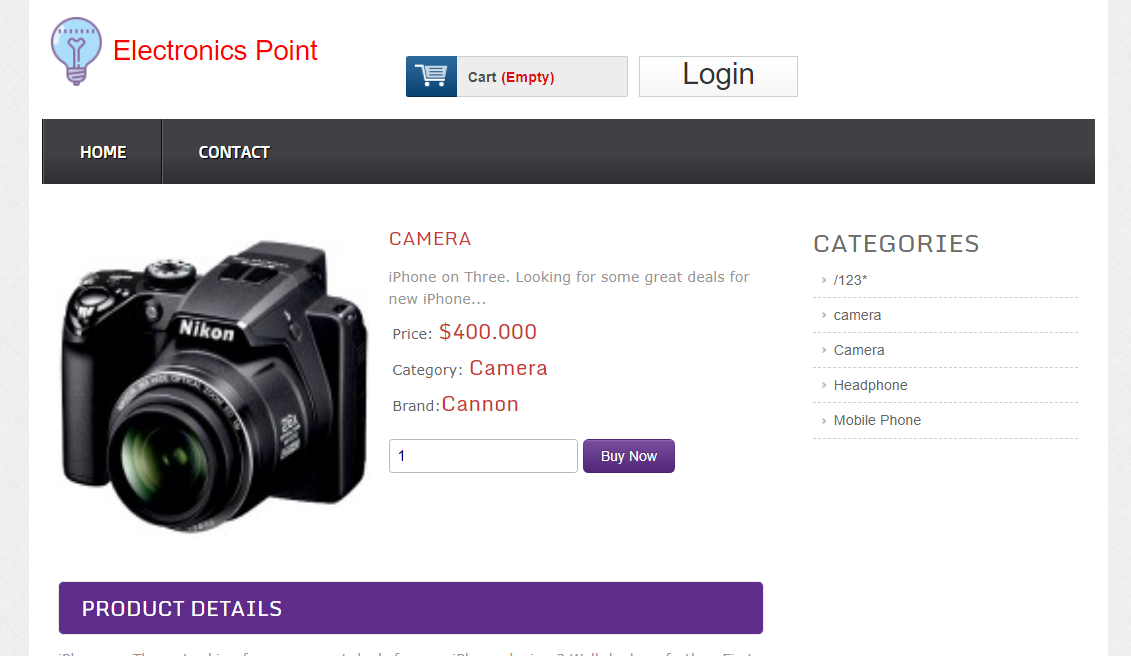 Electronics Point
Cart (Empty)
Login
HOME
CONTACT
CAMERA
iPhone on Three. Looking for some great deals for
new iPhone...
Price: $400.000
Category: Camera
Brand:Cannon
1
Buy Now
Nikon
CATEGORIES
/123*
camera
Camera
Headphone
Mobile Phone
PRODUCT DETAILS